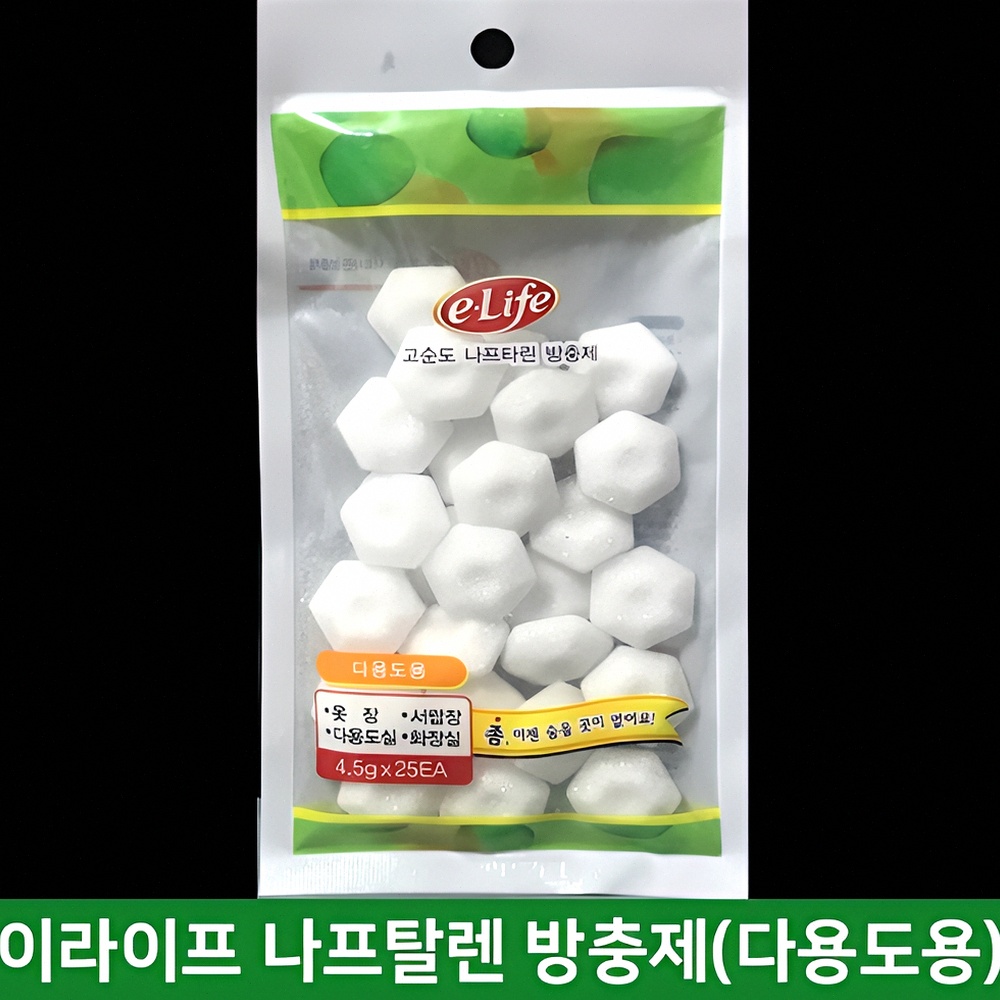 e·Life
고순도 나프타린 방충제
다용도용
•옷 장 •서랍장
•다용도실 •화장실
4.5g x 25EA
좀, 이젠 숨을 곳이 없어요!
이라이프 나프탈렌 방충제(다용도용)